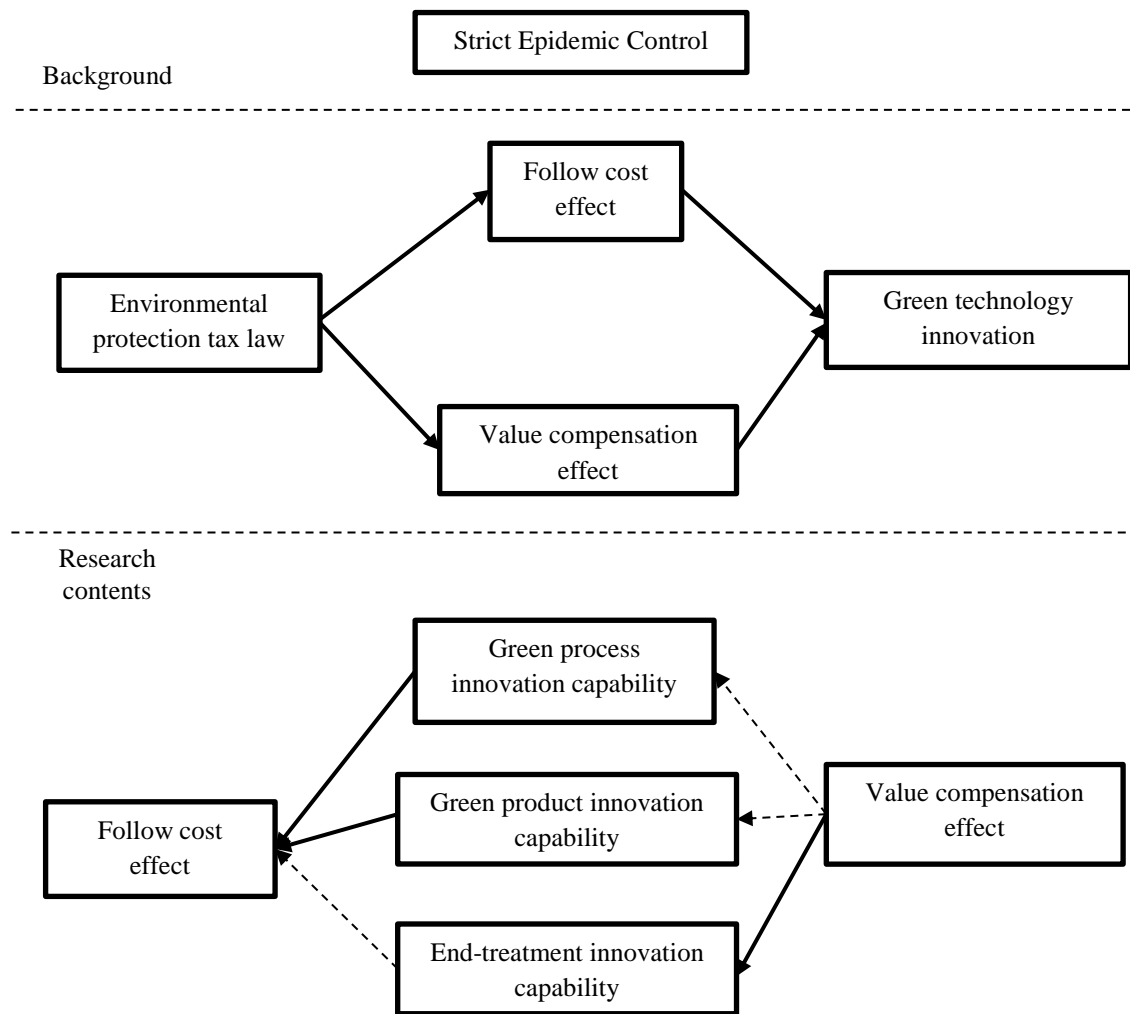 Strict Epidemic Control
Background
Follow cost
effect
Environmental
protection tax law
Green technology
innovation
Value compensation
effect
Research
contents
Green process
innovation capability
Green product innovation
capability
Value compensation
effect
Follow cost
effect
End-treatment innovation
capability